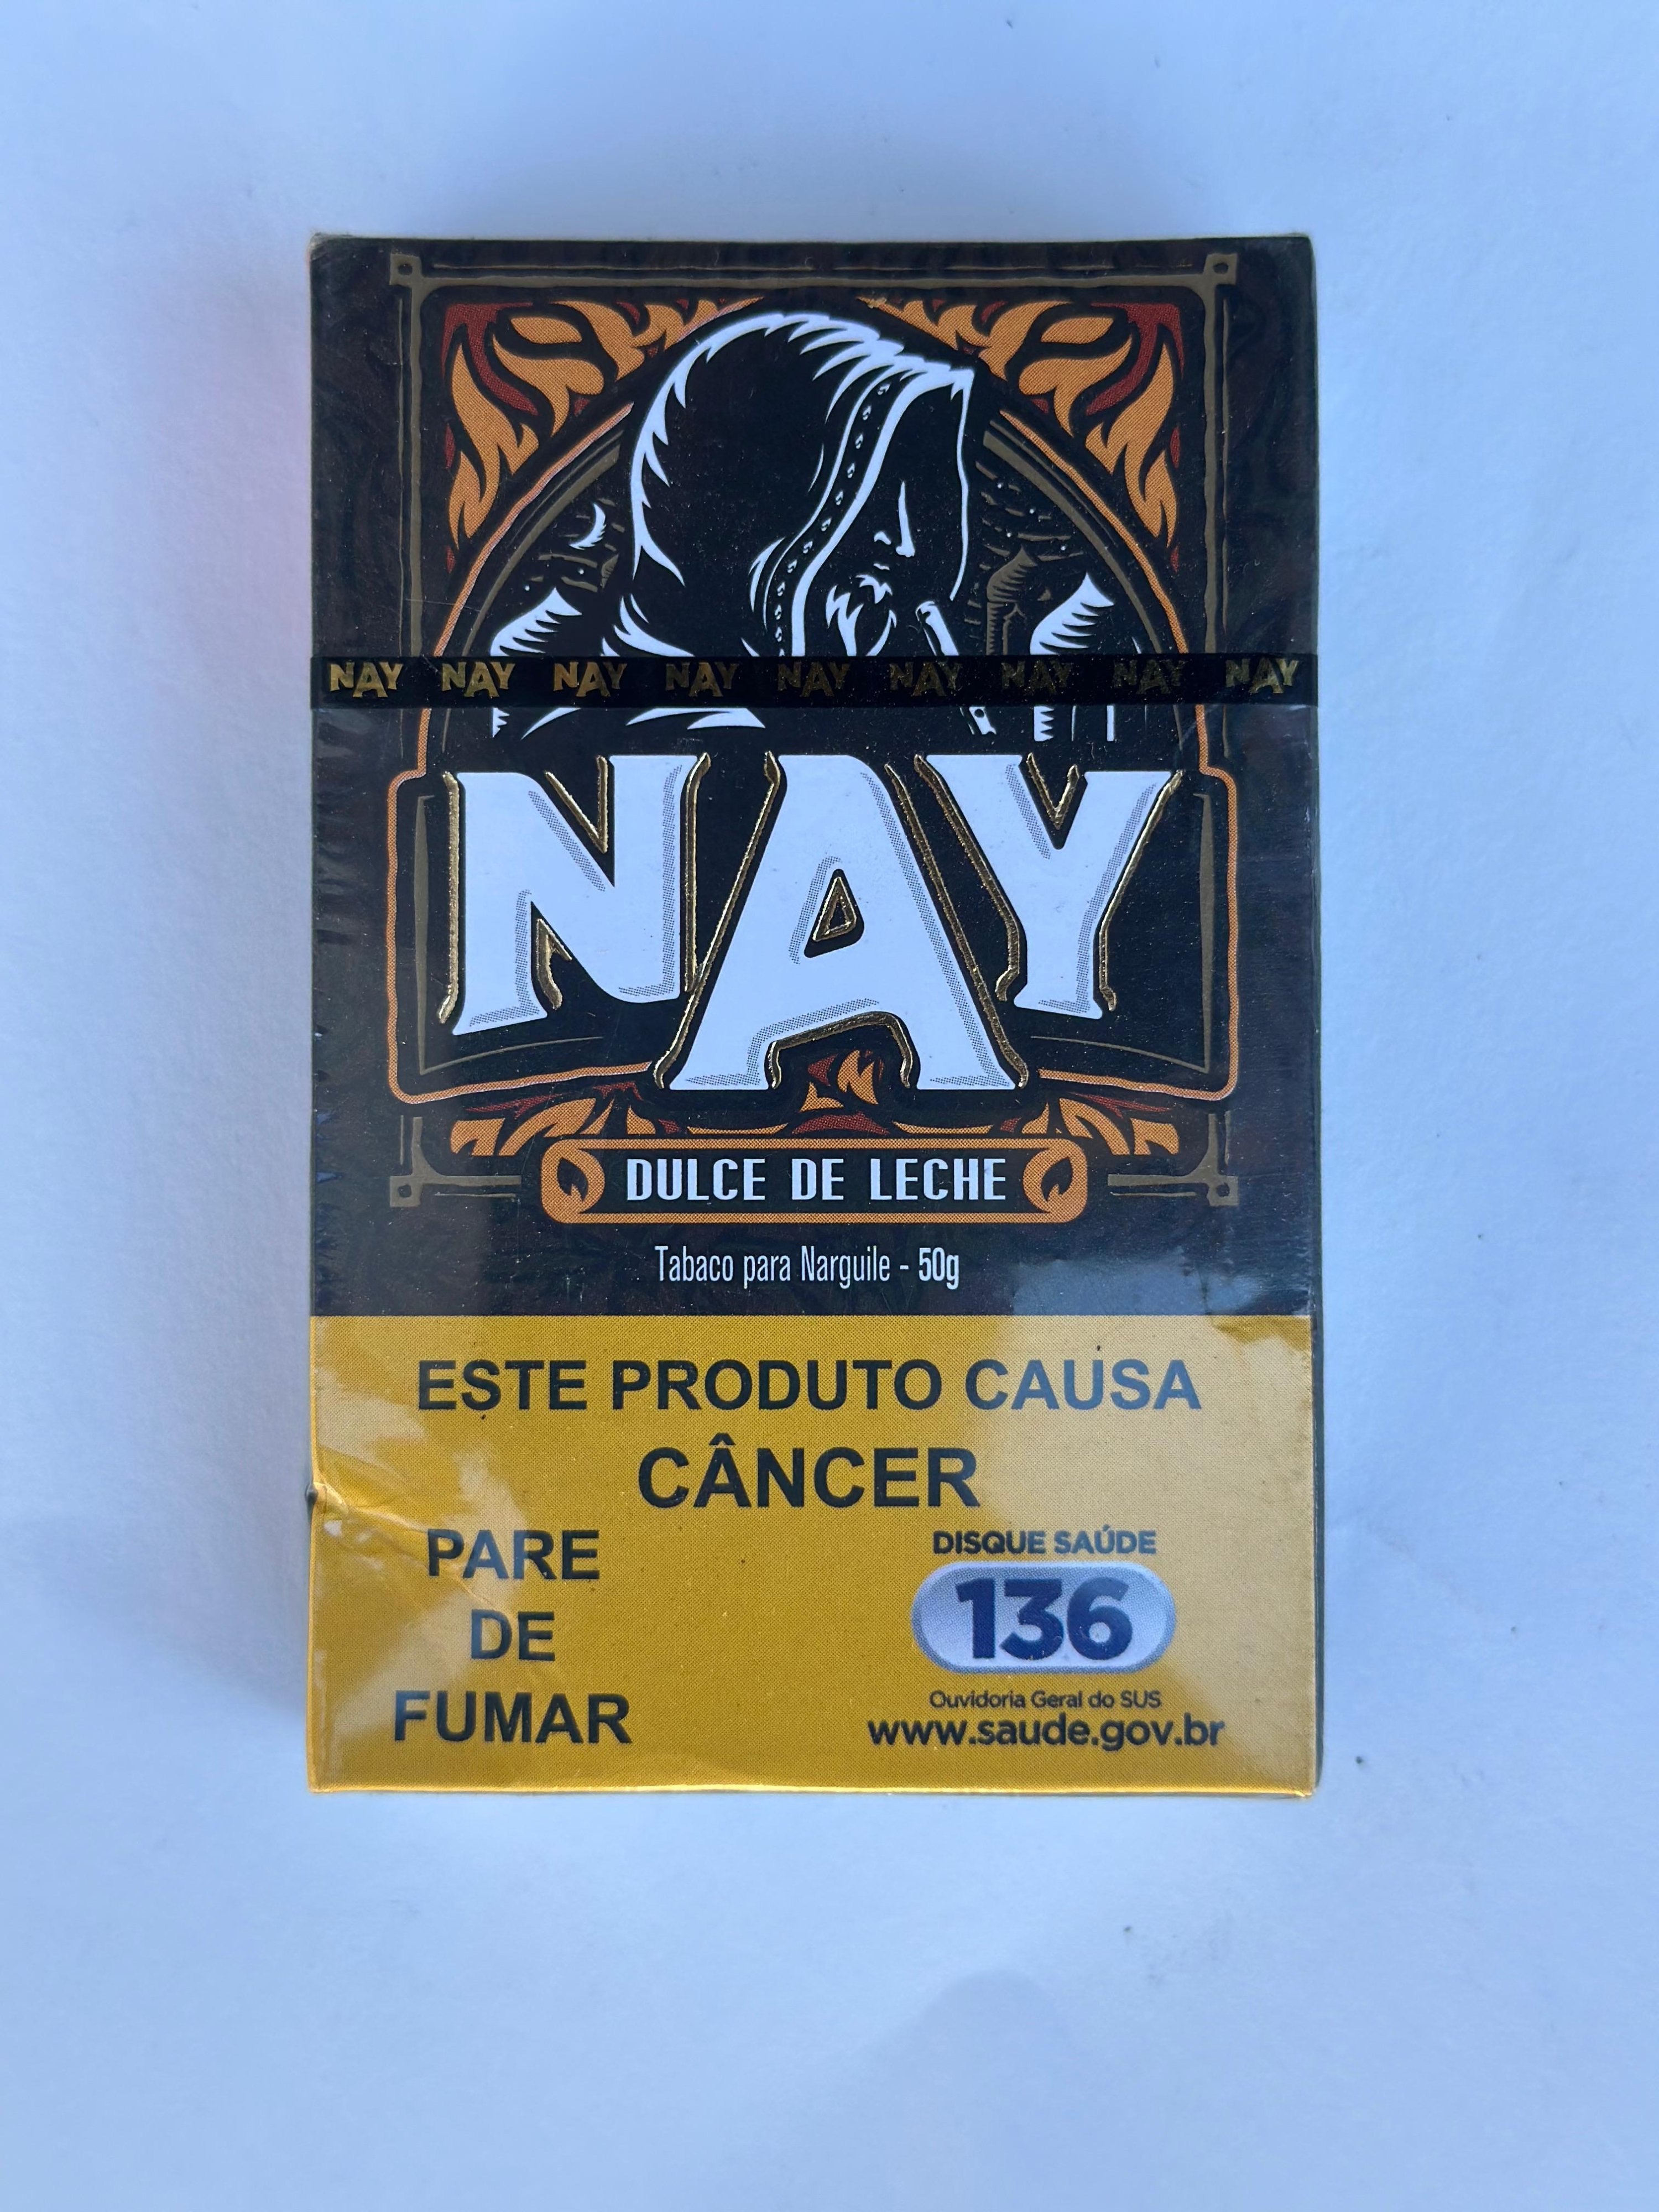 NAY NAY NAY NAY NAY NAY NAY NAY NAY
NAY
DULCE DE LECHE
Tabaco para Narguile - 50g
ESTE PRODUTO CAUSA
CÂNCER
PARE
DE
FUMAR
DISQUE SAÚDE
136
Ouvidoria Geral do SUS
www.saude.gov.br